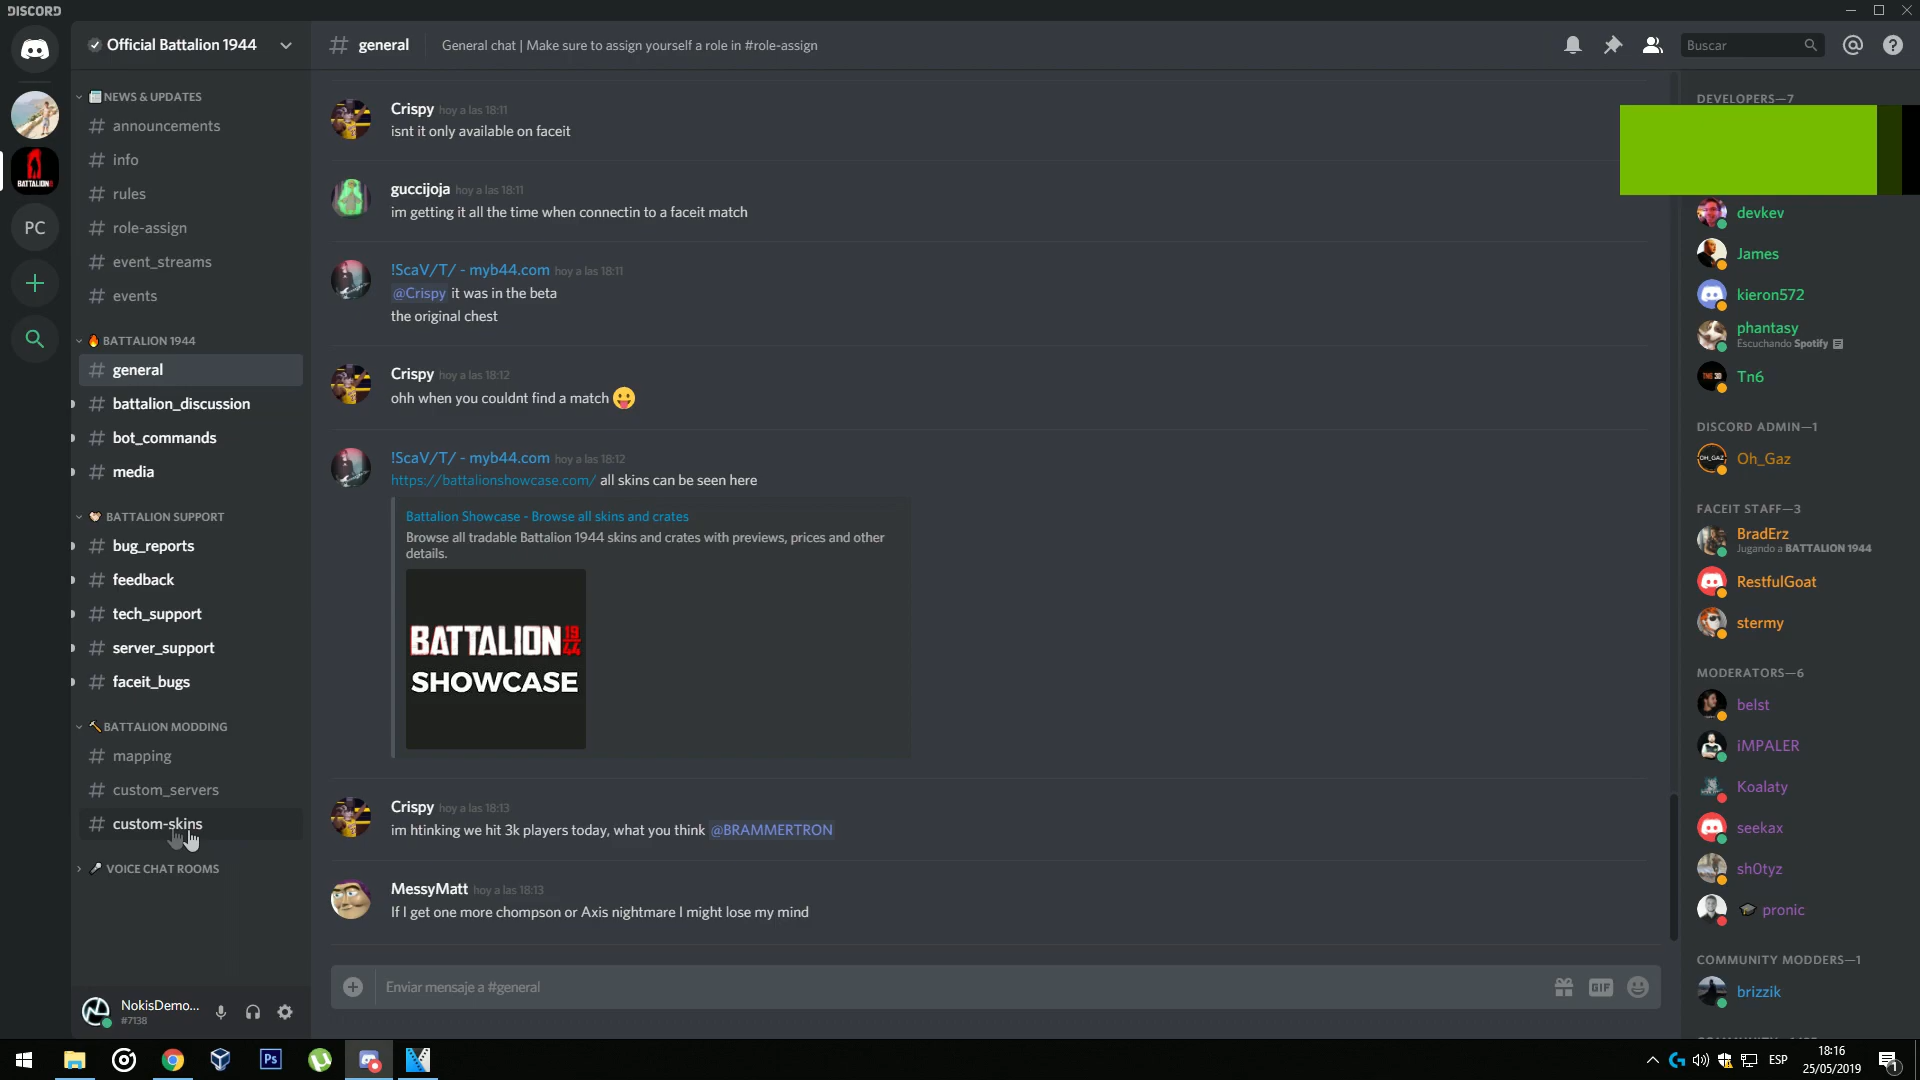 DISCORD
Official Battalion 1944
general
General chat | Make sure to assign yourself a role in #role-assign
Buscar
NEWS & UPDATES
announcements
info
rules
role-assign
event_streams
events
BATTALION 1944
general
battalion_discussion
bot_commands
media
BATTALION SUPPORT
bug_reports
feedback
tech_support
server_support
faceit_bugs
BATTALION MODDING
mapping
custom_servers
custom-skins
VOICE CHAT ROOMS
BATTALION
PC
NokisDemo...
#7138
Crispy hoy a las 18:11
isnt it only available on faceit
guccijoja hoy a las 18:11
im getting it all the time when connectin to a faceit match
!ScaV/T/ - myb44.com hoy a las 18:11
@Crispy it was in the beta
the original chest
Crispy hoy a las 18:12
ohh when you couldnt find a match
!ScaV/T/ - myb44.com hoy a las 18:12
https://battalionshowcase.com/ all skins can be seen here
Battalion Showcase - Browse all skins and crates
Browse all tradable Battalion 1944 skins and crates with previews, prices and other
details.
BATTALION 1944
SHOWCASE
Crispy hoy a las 18:13
im htinking we hit 3k players today, what you think @BRAMMERTRON
MessyMatt hoy a las 18:13
If I get one more chompson or Axis nightmare I might lose my mind
Enviar mensaje a #general
GIF
DEVELOPERS—7
devkev
James
kieron572
phantasy
Escuchando Spotify
Tn6
DISCORD ADMIN—1
OH_GAZ
Oh_Gaz
FACEIT STAFF—3
BradErz
Jugando a BATTALION 1944
RestfulGoat
stermy
MODERATORS—6
belst
iMPALER
Koalaty
seekax
sh0tyz
pronic
COMMUNITY MODDERS—1
brizzik
Ps
ESP
18:16
25/05/2019
1